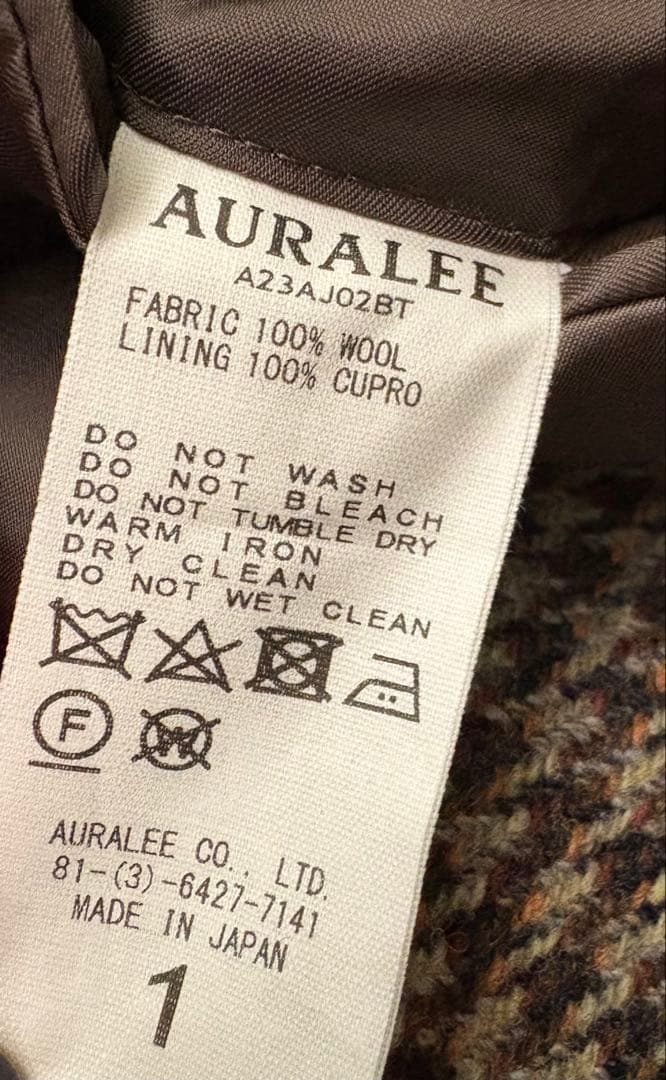 AURALEE
A23AJ02BT
FABRIC 100% WOOL
LINING 100% CUPRO
DO NOT WASH
DO NOT BLEACH
DO NOT TUMBLE DRY
WARM IRON
DRY CLEAN
DO NOT WET CLEAN
F W
AURALEE CO., LTD.
81-(3)-6427-7141
MADE IN JAPAN
1